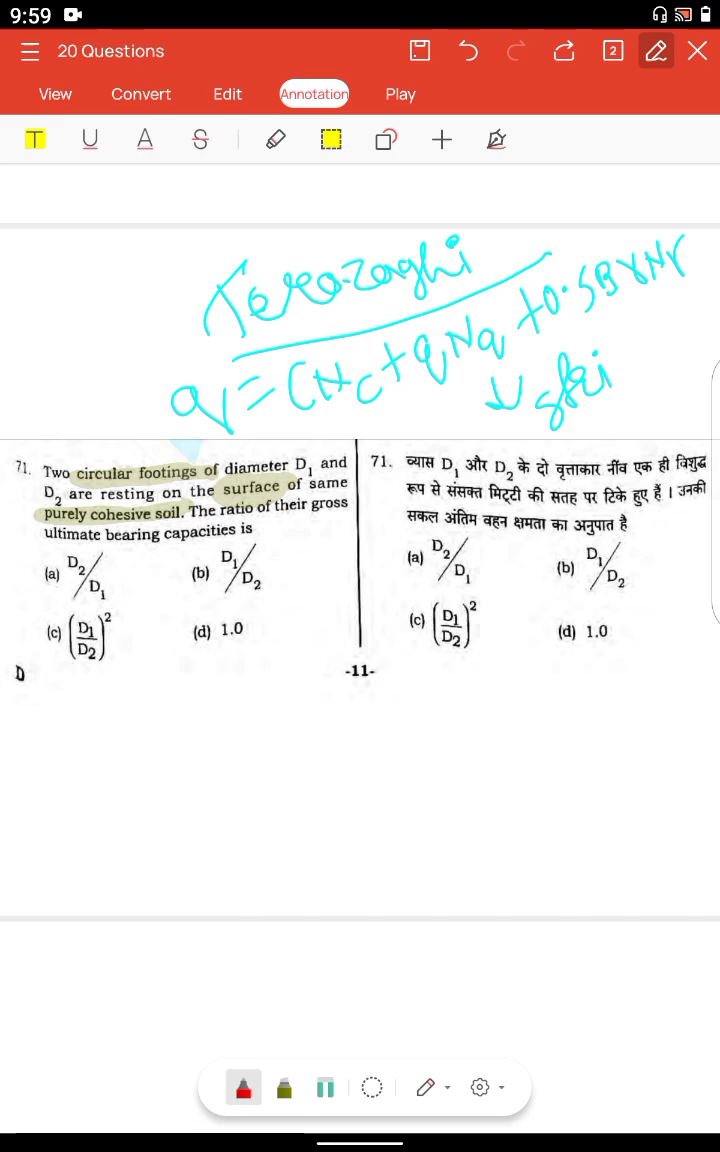 9:59
20 Questions
2
View Convert Edit Annotation Play
T U A S
Terazaghi
q = CNc + qNq + 0.5BγNγ
71. Two circular footings of diameter D₁ and
D₂ are resting on the surface of same
purely cohesive soil. The ratio of their gross
ultimate bearing capacities is
(a) D₂/D₁ (b) D₁/D₂
(c) (D₁/D₂)² (d) 1.0
D
71. व्यास D₁ और D₂ के दो वृत्ताकार नींव एक ही विशुद्ध
रूप से संसक्त मिट्टी की सतह पर टिके हुए हैं । उनकी
सकल अंतिम वहन क्षमता का अनुपात है
(a) D₂/D₁ (b) D₁/D₂
(c) (D₁/D₂)² (d) 1.0
-11-